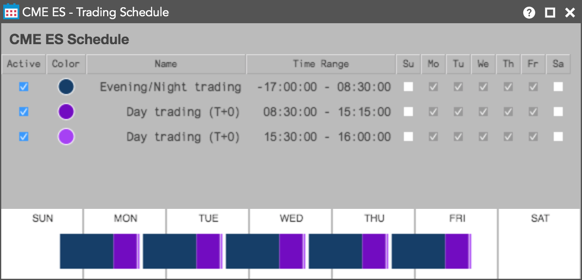 CME ES - Trading Schedule
CME ES Schedule
Active Color Name Time Range Su Mo Tu We Th Fr Sa
Evening/Night trading -17:00:00 - 08:30:00
Day trading (T+0) 08:30:00 - 15:15:00
Day trading (T+0) 15:30:00 - 16:00:00
SUN MON TUE WED THU FRI SAT